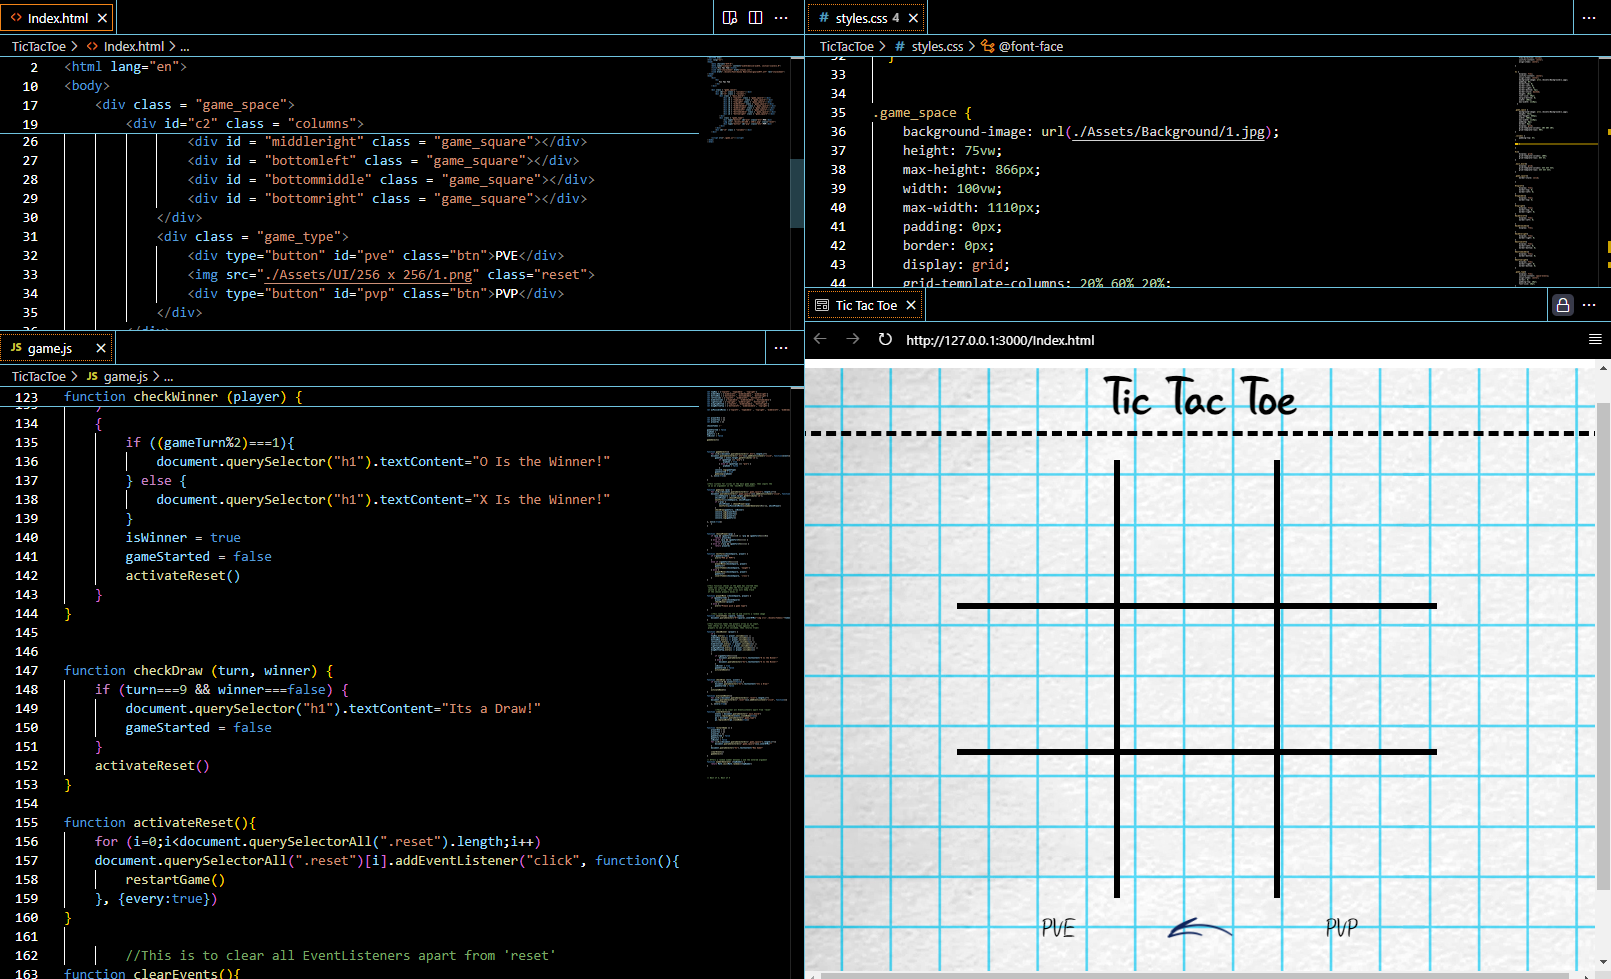 Index.html
TicTacToe > Index.html > ...
2 <html lang="en">
10 <body>
17 <div class = "game_space">
19 <div id="c2" class = "columns">
26 <div id = "middleright" class = "game_square"></div>
27 <div id = "bottomleft" class = "game_square"></div>
28 <div id = "bottommiddle" class = "game_square"></div>
29 <div id = "bottomright" class = "game_square"></div>
30 </div>
31 <div class = "game_type">
32 <div type="button" id="pve" class="btn">PVE</div>
33 <img src="./Assets/UI/256 x 256/1.png" class="reset">
34 <div type="button" id="pvp" class="btn">PVP</div>
35 </div>
JS game.js
TicTacToe > JS game.js > ...
123 function checkWinner (player) {
134 {
135 if ((gameTurn%2)===1){
136 document.querySelector("h1").textContent="O Is the Winner!"
137 } else {
138 document.querySelector("h1").textContent="X Is the Winner!"
139 }
140 isWinner = true
141 gameStarted = false
142 activateReset()
143 }
144 }
145
146
147 function checkDraw (turn, winner) {
148 if (turn===9 && winner===false) {
149 document.querySelector("h1").textContent="Its a Draw!"
150 gameStarted = false
151 }
152 activateReset()
153 }
154
155 function activateReset(){
156 for (i=0;i<document.querySelectorAll(".reset").length;i++)
157 document.querySelectorAll(".reset")[i].addEventListener("click", function(){
158 restartGame()
159 }, {every:true})
160 }
161
162 //This is to clear all EventListeners apart from 'reset'
163 function clearEvents(){
# styles.css 4
TicTacToe > # styles.css > @font-face
32 }
33
34
35 .game_space {
36 background-image: url(./Assets/Background/1.jpg);
37 height: 75vw;
38 max-height: 866px;
39 width: 100vw;
40 max-width: 1110px;
41 padding: 0px;
42 border: 0px;
43 display: grid;
44 grid-template-columns: 20% 60% 20%;
Tic Tac Toe
http://127.0.0.1:3000/Index.html
Tic Tac Toe
PVE PVP